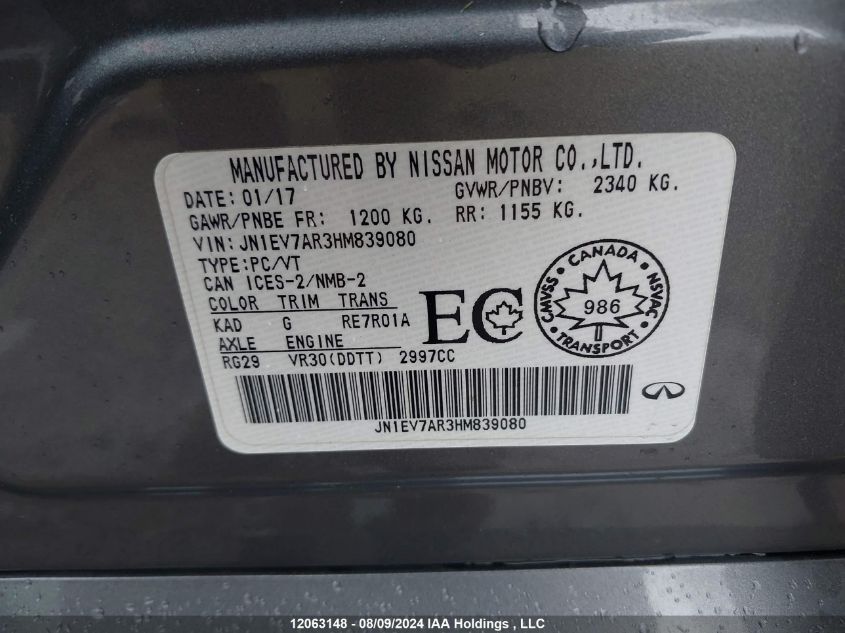 MANUFACTURED BY NISSAN MOTOR CO.,LTD.
DATE: 01/17 GVWR/PNBV: 2340 KG.
GAWR/PNBE FR: 1200 KG. RR: 1155 KG.
VIN: JN1EV7AR3HM839080
TYPE:PC/VT
CAN ICES-2/NMB-2
COLOR TRIM TRANS
KAD G RE7R01A
AXLE ENGINE
RG29 VR30(DDTT) 2997CC
EC
CANADA
CMVSS
NSVAC
986
TRANSPORT
JN1EV7AR3HM839080
12063148 - 08/09/2024 IAA Holdings , LLC